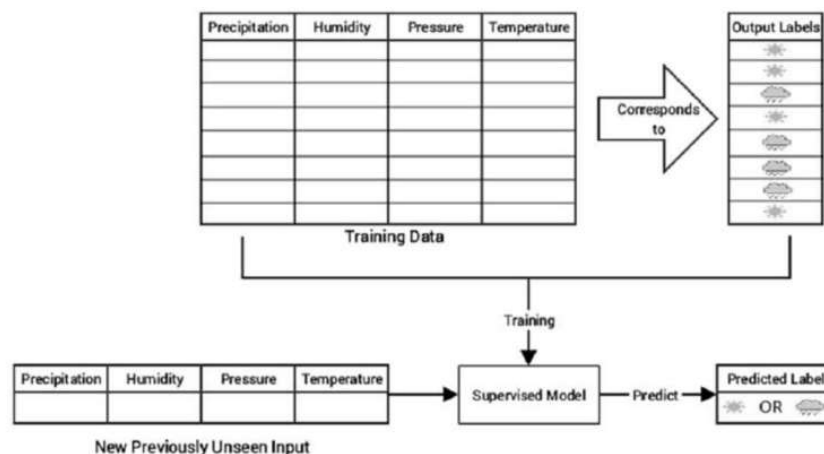 Precipitation Humidity Pressure Temperature
Output Labels
Corresponds
to
Training Data
Training
Precipitation Humidity Pressure Temperature
Supervised Model
Predict
Predicted Label
OR
New Previously Unseen Input